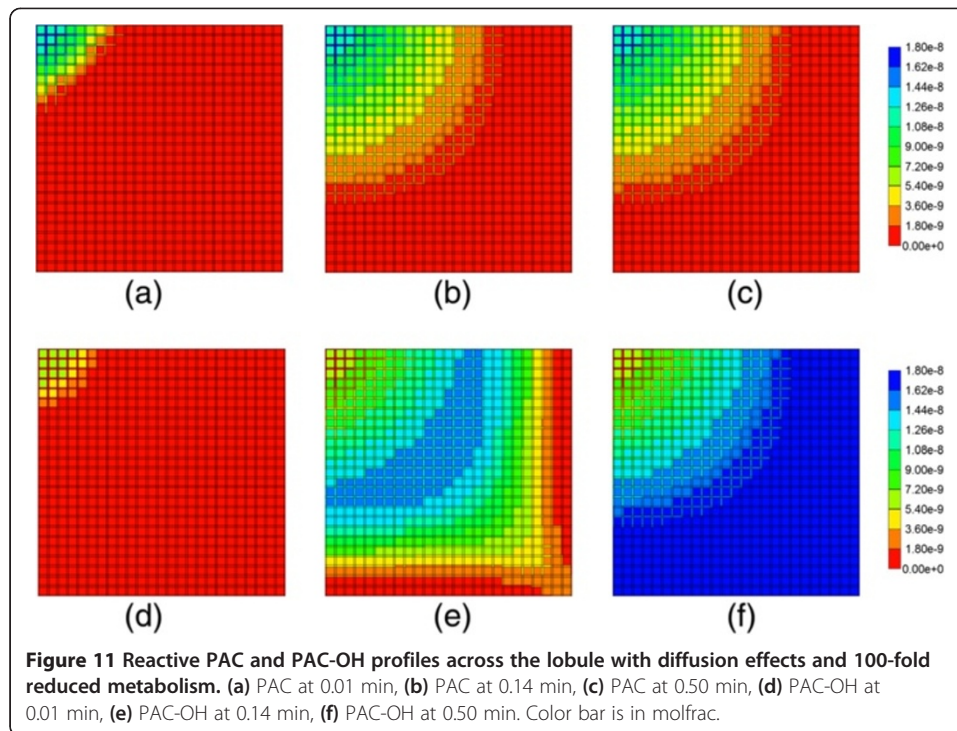 1.80e-8
1.62e-8
1.44e-8
1.26e-8
1.08e-8
9.00e-9
7.20e-9
5.40e-9
3.60e-9
1.80e-9
0.00e+0
(a)
(b)
(c)
1.80e-8
1.62e-8
1.44e-8
1.26e-8
1.08e-8
9.00e-9
7.20e-9
5.40e-9
3.60e-9
1.80e-9
0.00e+0
(d)
(e)
(f)
Figure 11 Reactive PAC and PAC-OH profiles across the lobule with diffusion effects and 100-fold
reduced metabolism. (a) PAC at 0.01 min, (b) PAC at 0.14 min, (c) PAC at 0.50 min, (d) PAC-OH at
0.01 min, (e) PAC-OH at 0.14 min, (f) PAC-OH at 0.50 min. Color bar is in molfrac.